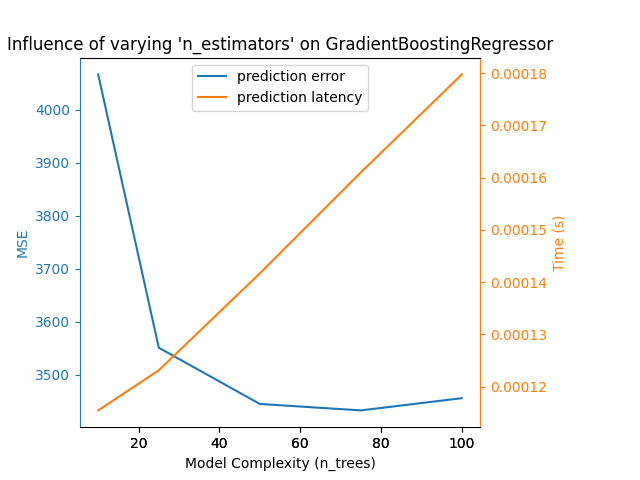 Influence of varying 'n_estimators' on GradientBoostingRegressor
prediction error
prediction latency
MSE
4000
3900
3800
3700
3600
3500
0.00018
0.00017
0.00016
0.00015
0.00014
0.00013
0.00012
Time (s)
20 40 60 80 100
Model Complexity (n_trees)